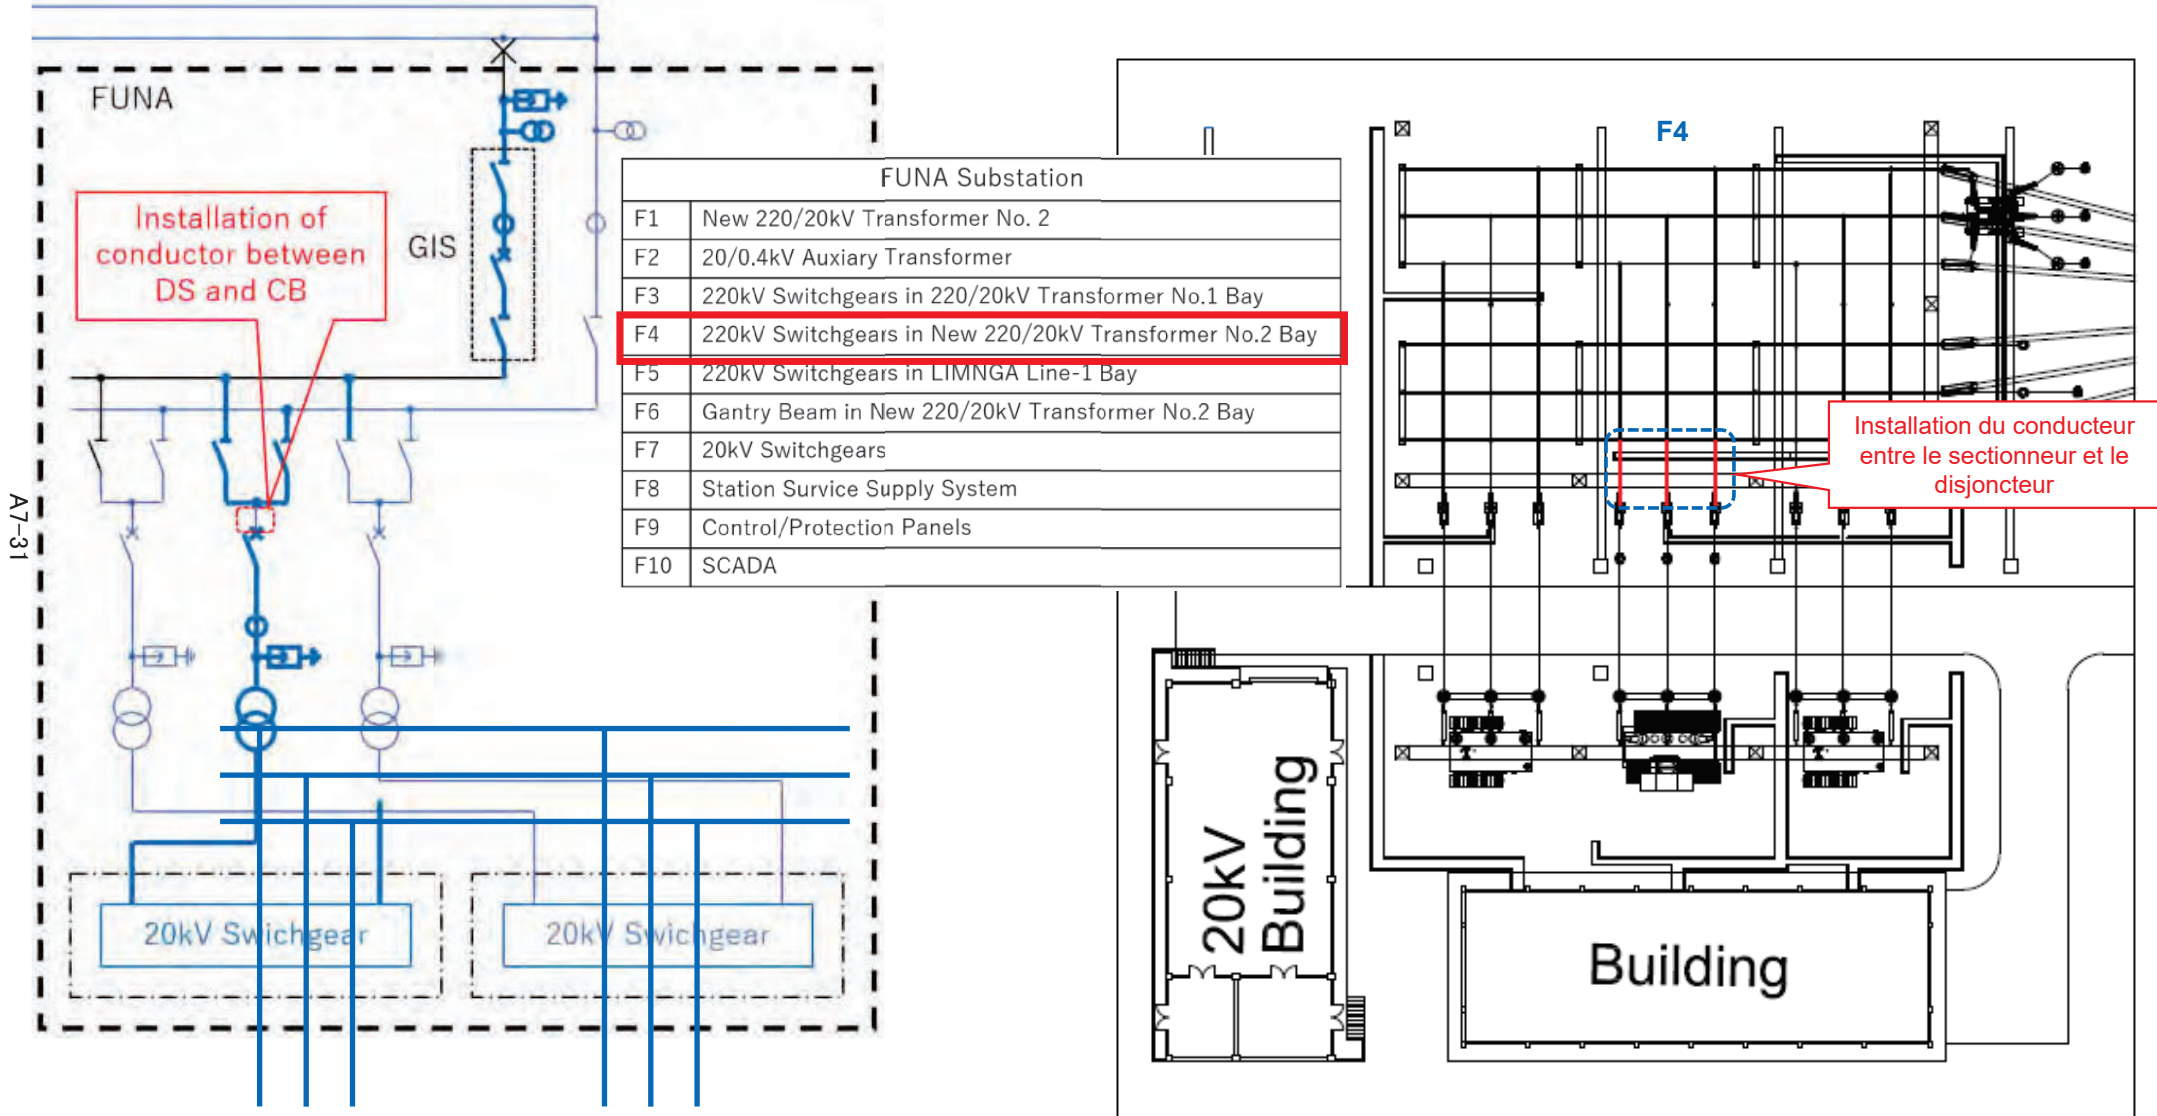 FUNA
Installation of
conductor between
DS and CB
GIS
FUNA Substation
F1 New 220/20kV Transformer No. 2
F2 20/0.4kV Auxiary Transformer
F3 220kV Switchgears in 220/20kV Transformer No.1 Bay
F4 220kV Switchgears in New 220/20kV Transformer No.2 Bay
F5 220kV Switchgears in LIMNGA Line-1 Bay
F6 Gantry Beam in New 220/20kV Transformer No.2 Bay
F7 20kV Switchgears
F8 Station Survice Supply System
F9 Control/Protection Panels
F10 SCADA
20kV Swichgear
20kV Swichgear
A7-31
F4
Installation du conducteur
entre le sectionneur et le
disjoncteur
20kV
Building
Building